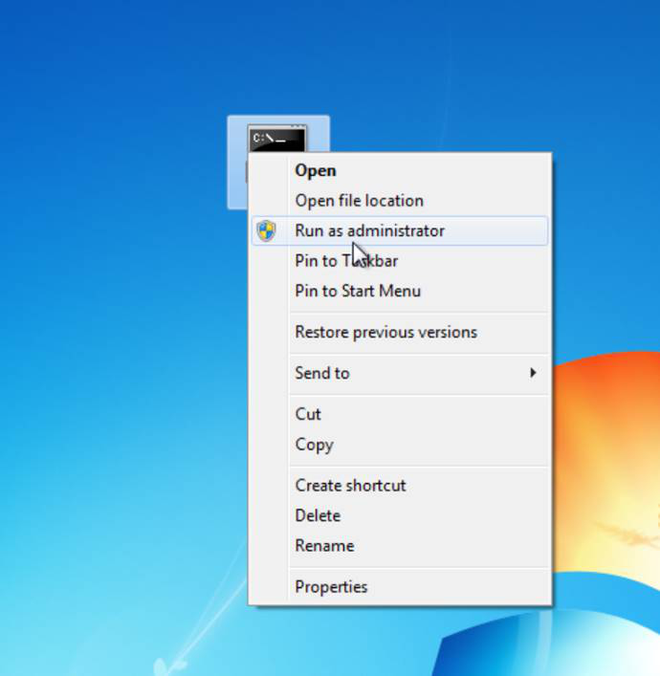 C:\_
Open
Open file location
Run as administrator
Pin to Taskbar
Pin to Start Menu
Restore previous versions
Send to
Cut
Copy
Create shortcut
Delete
Rename
Properties